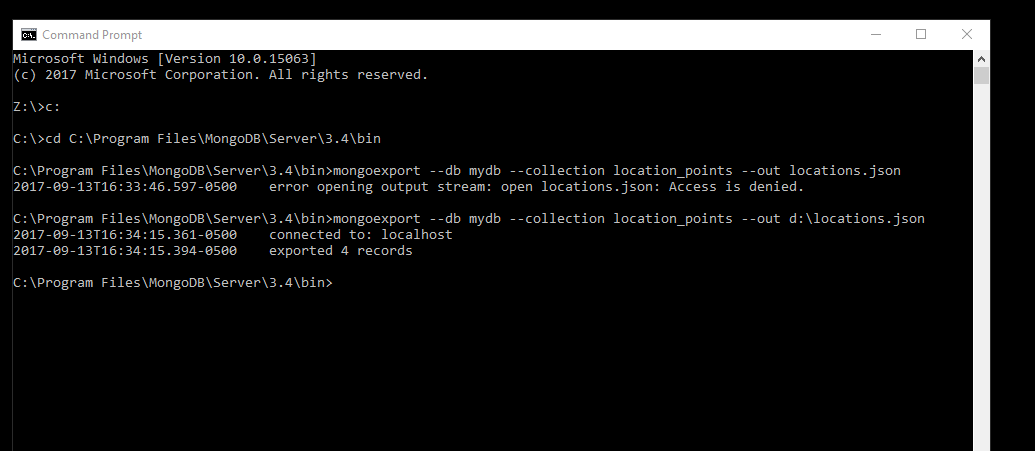 Command Prompt
Microsoft Windows [Version 10.0.15063]
(c) 2017 Microsoft Corporation. All rights reserved.
Z:\>c:
C:\>cd C:\Program Files\MongoDB\Server\3.4\bin
C:\Program Files\MongoDB\Server\3.4\bin>mongoexport --db mydb --collection location_points --out locations.json
2017-09-13T16:33:46.597-0500    error opening output stream: open locations.json: Access is denied.
C:\Program Files\MongoDB\Server\3.4\bin>mongoexport --db mydb --collection location_points --out d:\locations.json
2017-09-13T16:34:15.361-0500    connected to: localhost
2017-09-13T16:34:15.394-0500    exported 4 records
C:\Program Files\MongoDB\Server\3.4\bin>